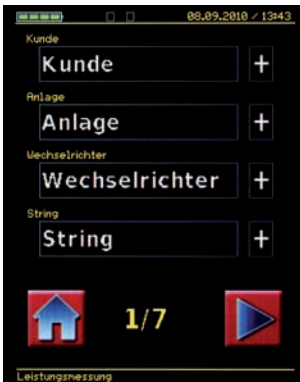 08.09.2010 / 13:43
Kunde
Kunde +
Anlage
Anlage +
Wechselrichter
Wechselrichter +
String
String +
1/7
Leistungsmessung